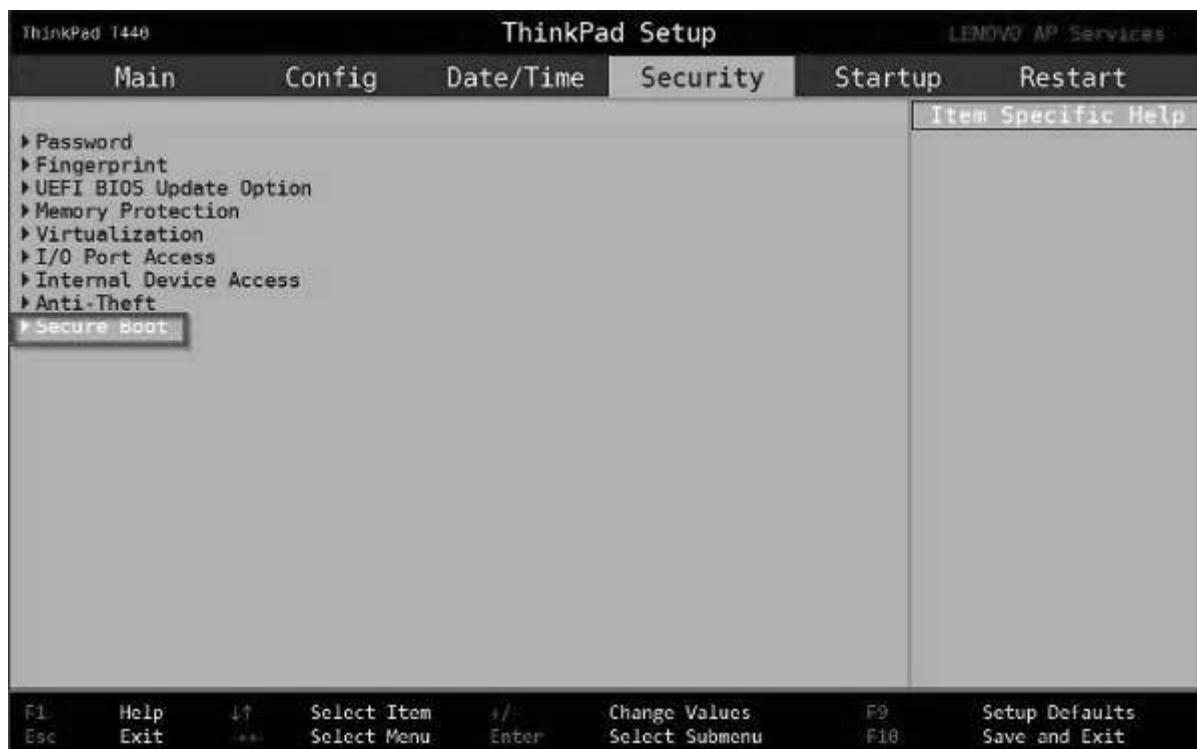 ThinkPad T440 ThinkPad Setup LENOVO AP Services
Main Config Date/Time Security Startup Restart
Item Specific Help
Password
Fingerprint
UEFI BIOS Update Option
Memory Protection
Virtualization
I/O Port Access
Internal Device Access
Anti-Theft
Secure Boot
F1 Help ↓↑ Select Item +/- Change Values F9 Setup Defaults
Esc Exit Select Menu Enter Select Submenu F10 Save and Exit